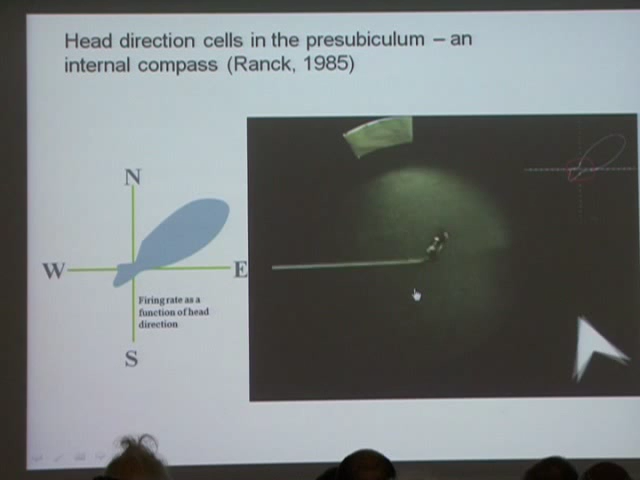 Head direction cells in the presubiculum – an
internal compass (Ranck, 1985)
N
W
E
Firing rate as a
function of head
direction
S